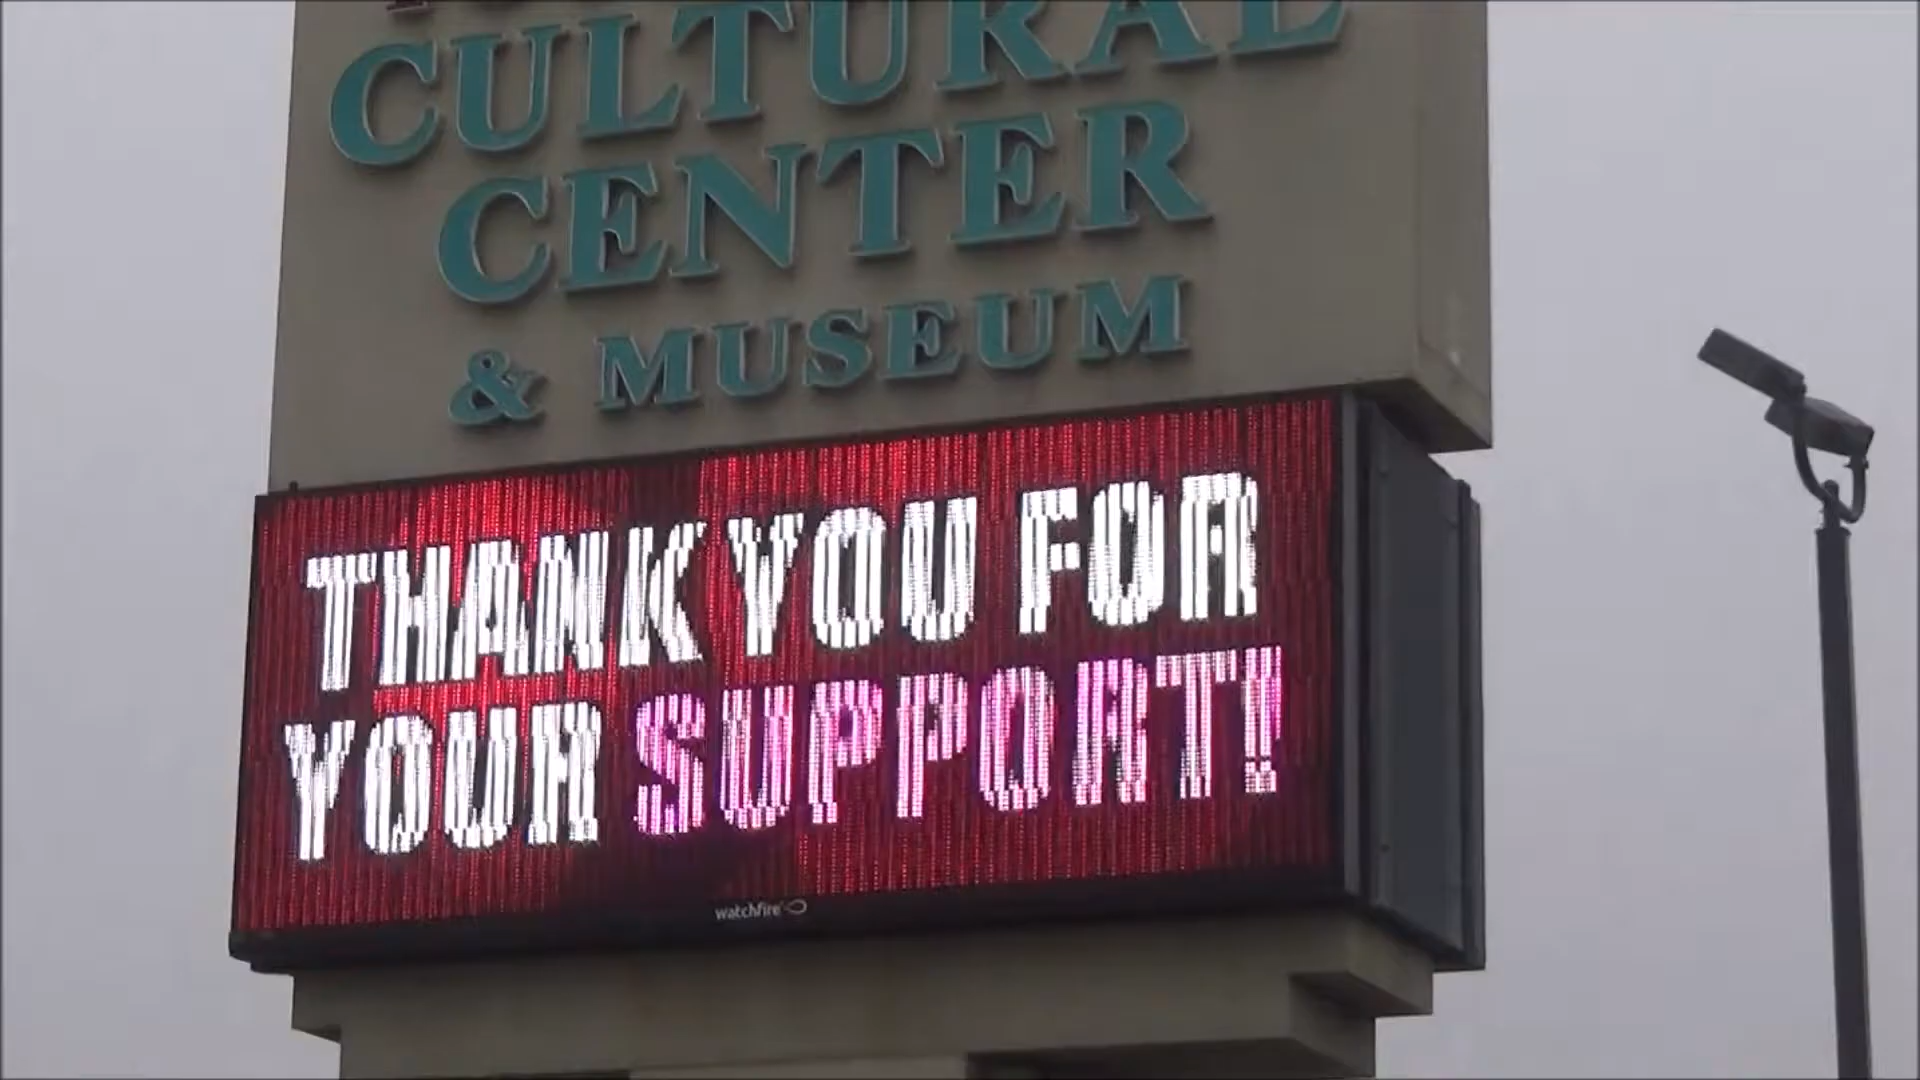 CULTURAL
CENTER
& MUSEUM
THANK YOU FOR
YOUR SUPPORT!
watchfire